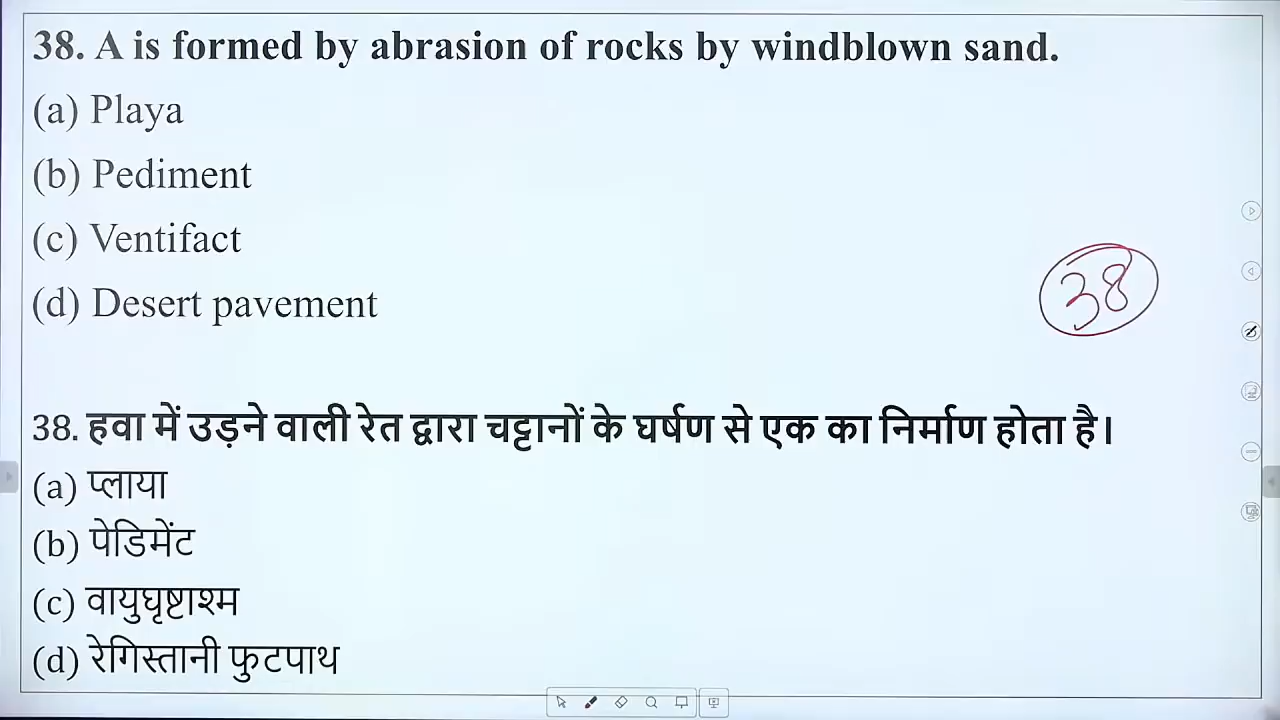 38. A is formed by abrasion of rocks by windblown sand.
(a) Playa
(b) Pediment
(c) Ventifact
(d) Desert pavement
38
38. हवा में उड़ने वाली रेत द्वारा चट्टानों के घर्षण से एक का निर्माण होता है।
(a) प्लाया
(b) पेडिमेंट
(c) वायुघृष्टाश्म
(d) रेगिस्तानी फुटपाथ